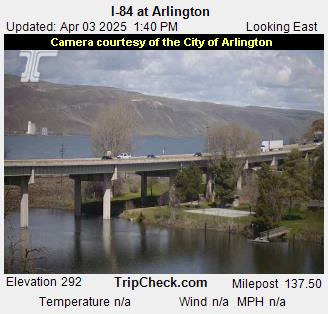 I-84 at Arlington
Updated: Apr 03 2025 1:40 PM Looking East
Camera courtesy of the City of Arlington
Elevation 292 TripCheck.com Milepost 137.50
Temperature n/a Wind n/a MPH n/a